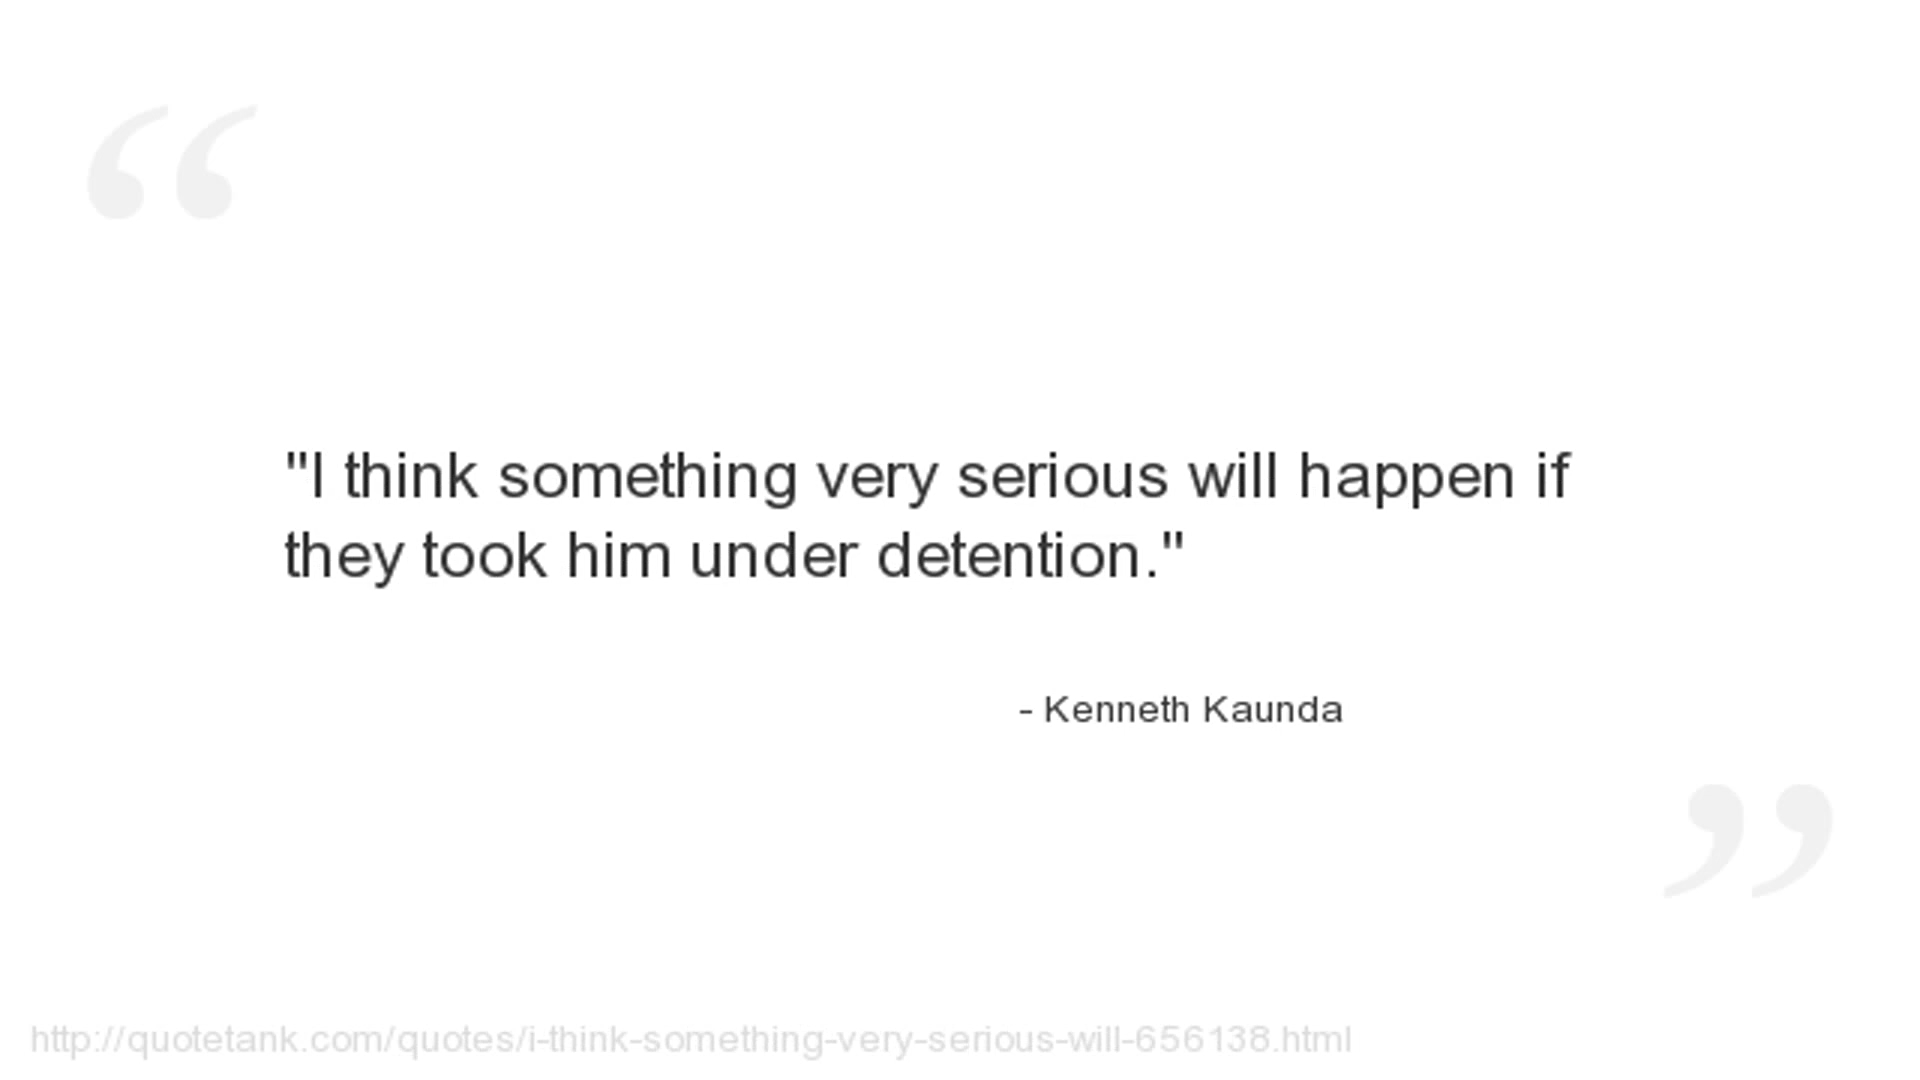 "I think something very serious will happen if
they took him under detention."
- Kenneth Kaunda
http://quotetank.com/quotes/i-think-something-very-serious-will-656138.html